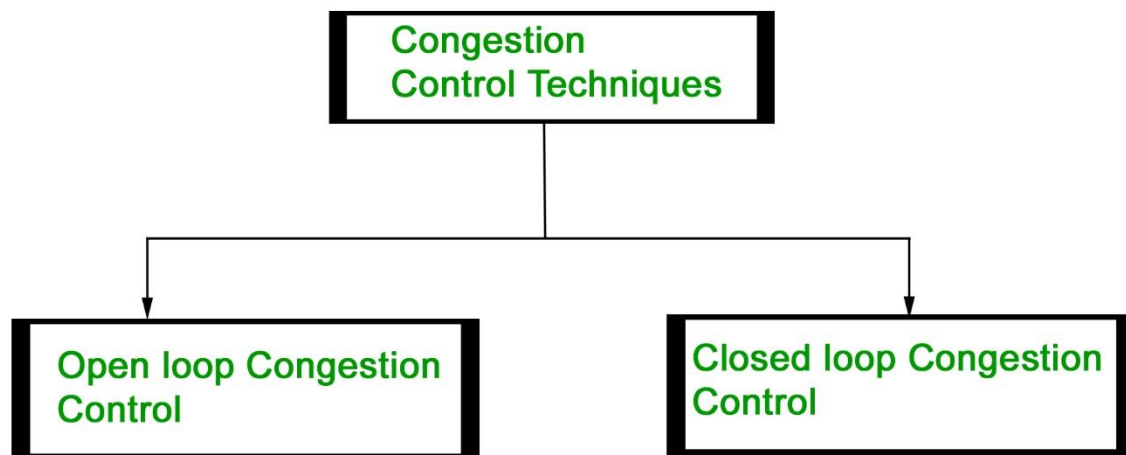 Congestion
Control Techniques
Open loop Congestion
Control
Closed loop Congestion
Control